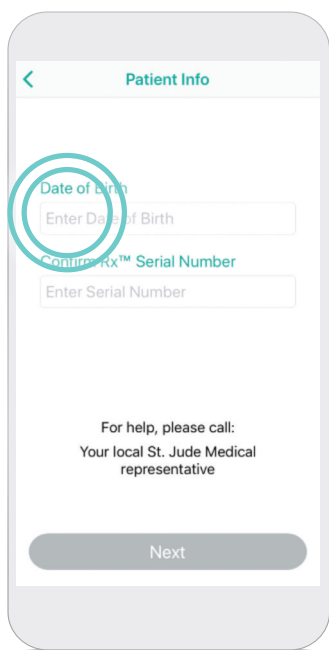 Patient Info
Date of Birth
Enter Date of Birth
Confirm Rx™ Serial Number
Enter Serial Number
For help, please call:
Your local St. Jude Medical
representative
Next